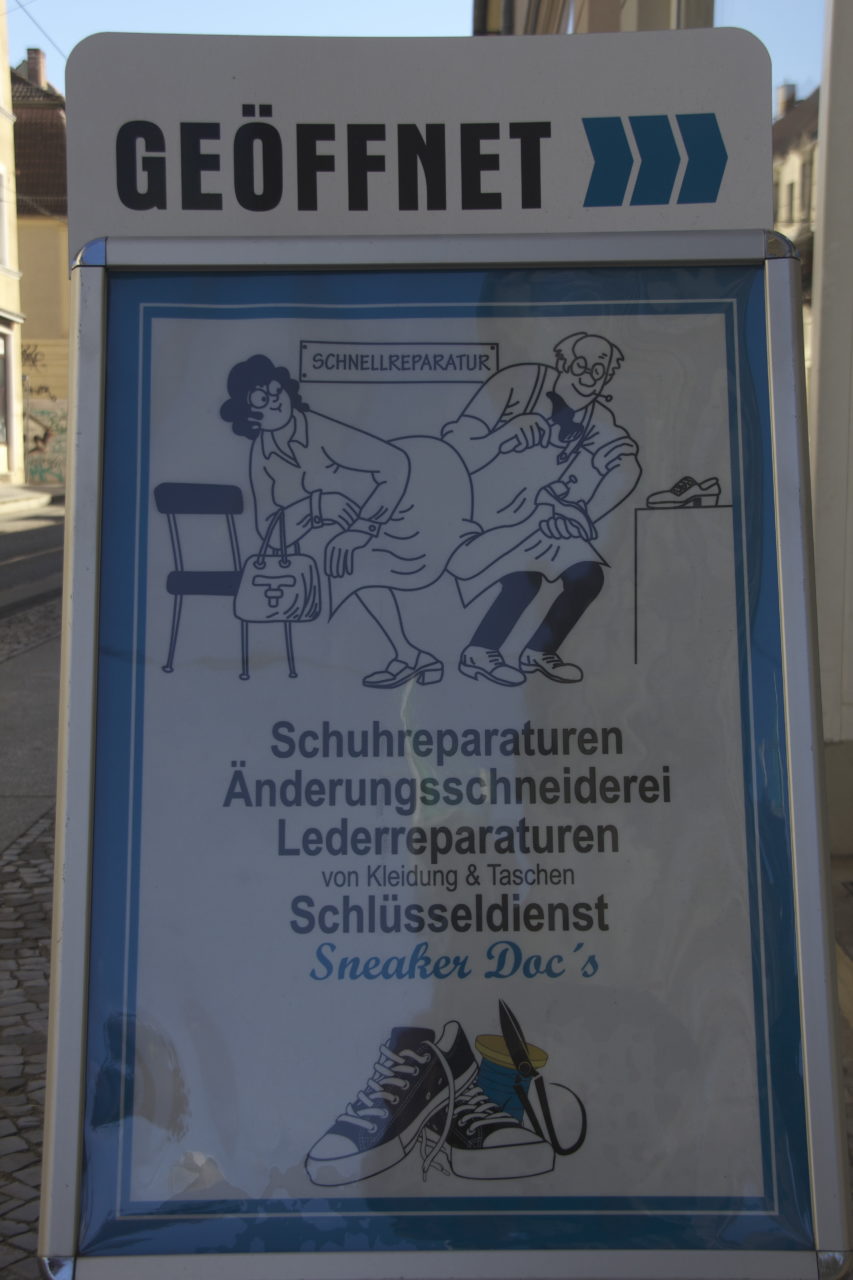 GEÖFFNET
SCHNELLREPARATUR
Schuhreparaturen
Änderungsschneiderei
Lederreparaturen
von Kleidung & Taschen
Schlüsseldienst
Sneaker Doc´s